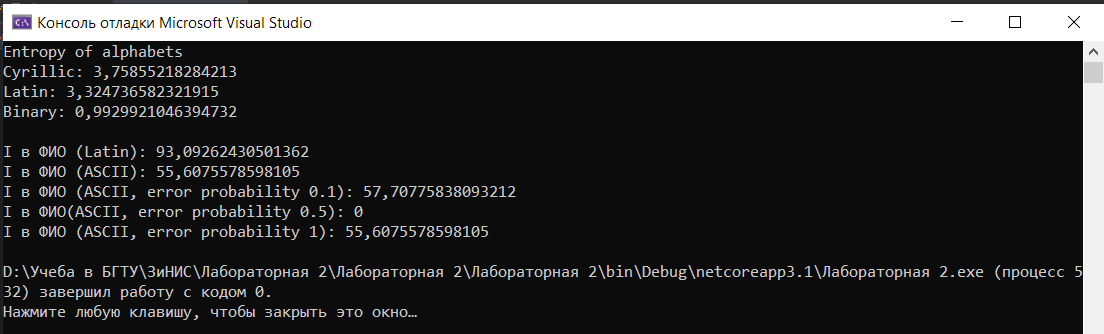 Консоль отладки Microsoft Visual Studio
Entropy of alphabets
Cyrillic: 3,75855218284213
Latin: 3,324736582321915
Binary: 0,9929921046394732
I в ФИО (Latin): 93,09262430501362
I в ФИО (ASCII): 55,6075578598105
I в ФИО (ASCII, error probability 0.1): 57,70775838093212
I в ФИО(ASCII, error probability 0.5): 0
I в ФИО (ASCII, error probability 1): 55,6075578598105
D:\Учеба в БГТУ\ЗиНИС\Лабораторная 2\Лабораторная 2\Лабораторная 2\bin\Debug\netcoreapp3.1\Лабораторная 2.exe (процесс 5
32) завершил работу с кодом 0.
Нажмите любую клавишу, чтобы закрыть это окно…